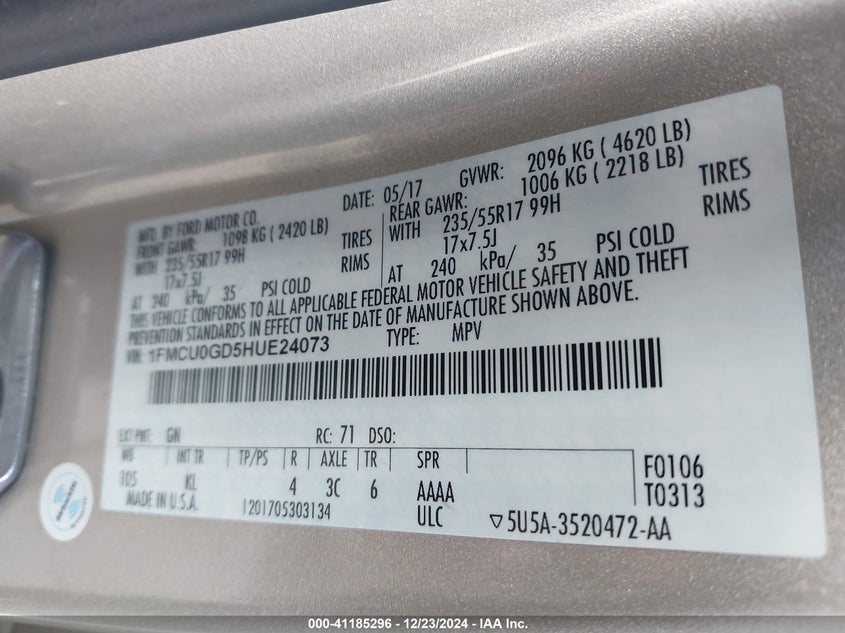 MFD. BY FORD MOTOR CO.
DATE: 05/17 GVWR: 2096 KG ( 4620 LB)
FRONT GAWR: 1098 KG ( 2420 LB)
REAR GAWR: 1006 KG ( 2218 LB)
WITH 235/55R17 99H TIRES
WITH 235/55R17 99H TIRES
17x7.5J RIMS
17x7.5J RIMS
AT 240 kPa/ 35 PSI COLD
AT 240 kPa/ 35 PSI COLD
THIS VEHICLE CONFORMS TO ALL APPLICABLE FEDERAL MOTOR VEHICLE SAFETY AND THEFT
PREVENTION STANDARDS IN EFFECT ON THE DATE OF MANUFACTURE SHOWN ABOVE.
VIN: 1FMCU0GD5HUE24073 TYPE: MPV
EXT PNT: GN RC: 71 DSO:
WB INT TR TP/PS R AXLE TR SPR
105 KL 4 3C 6 AAAA
F0106
T0313
MADE IN U.S.A. 1201705303134 ULC ▽5U5A-3520472-AA
000-41185296 - 12/23/2024 - IAA Inc.